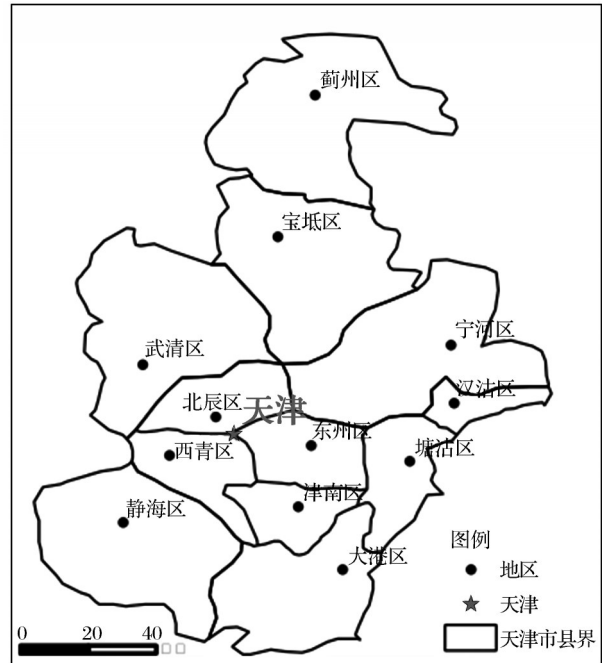 蓟州区
宝坻区
宁河区
武清区
汉沽区
北辰区
天津
东州区
塘沽区
西青区
津南区
静海区
大港区
图例
地区
天津
天津市县界
0 20 40